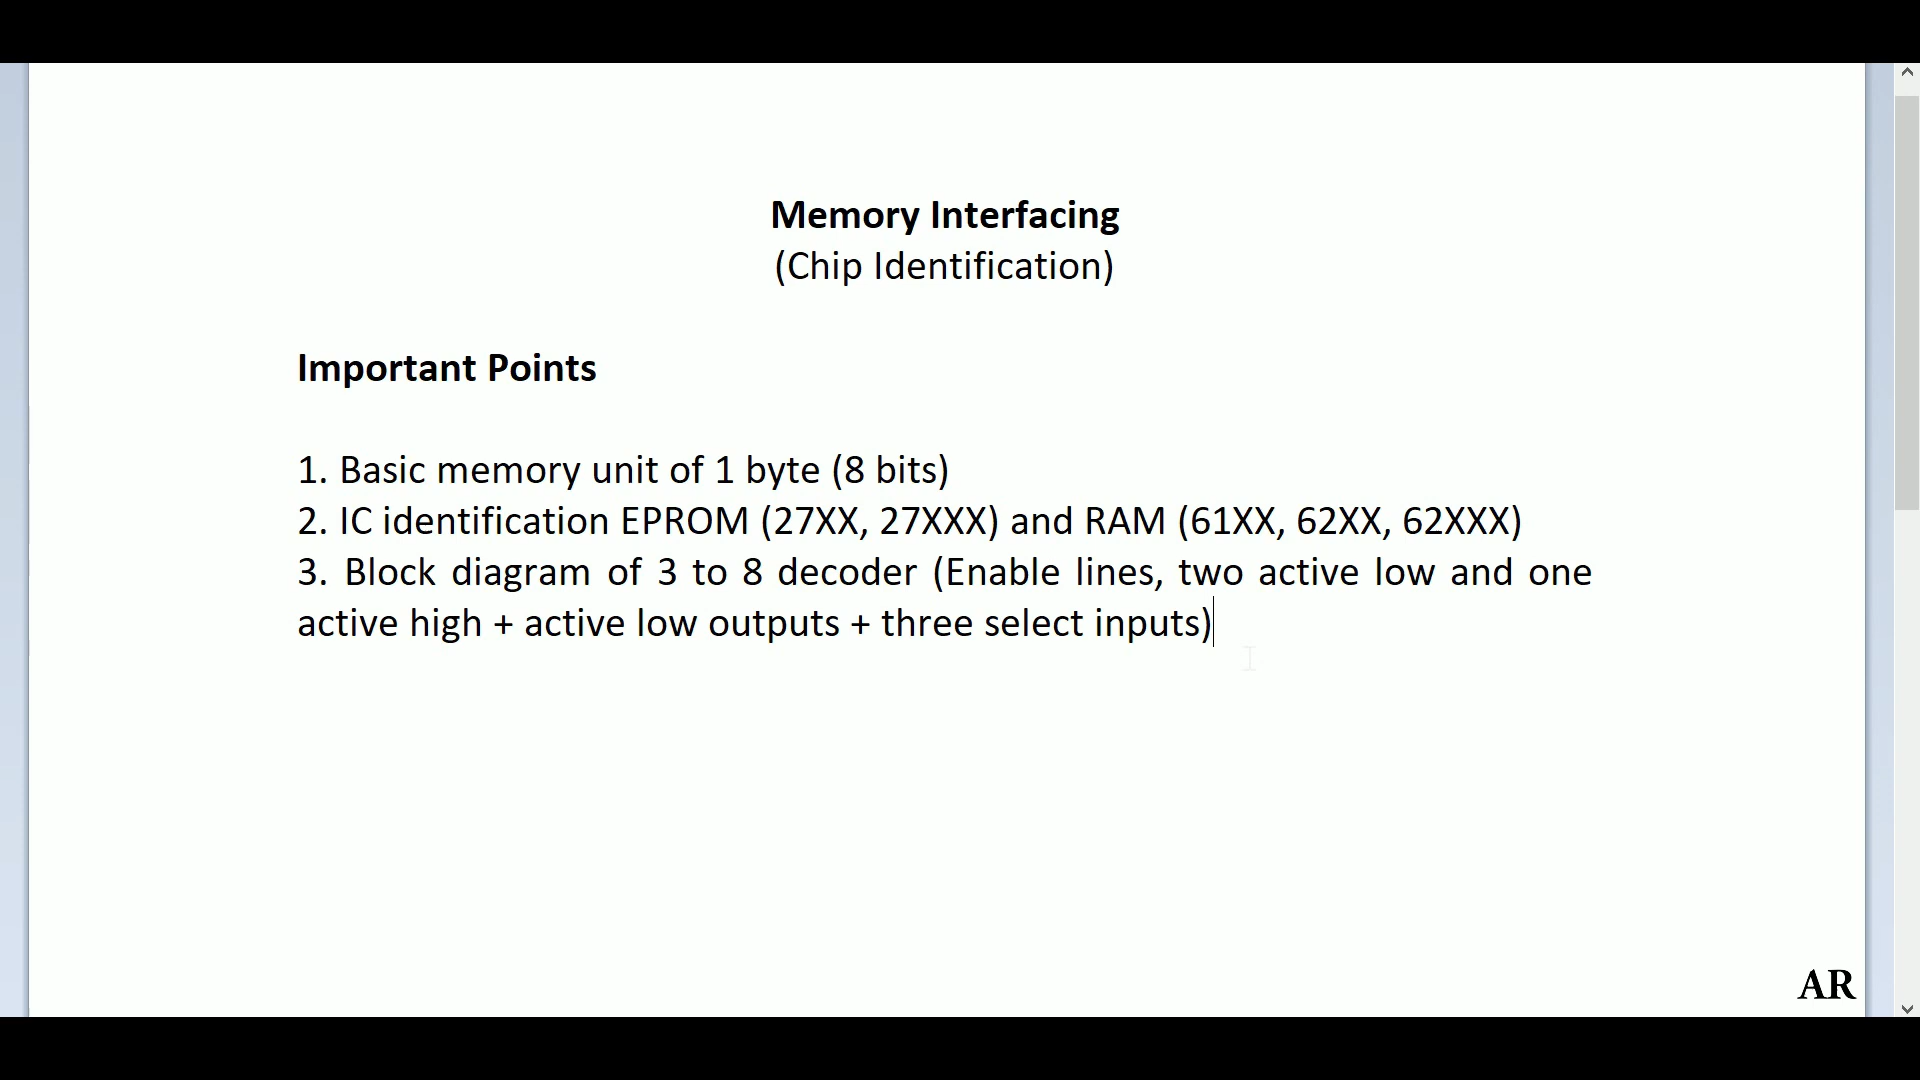 Memory Interfacing
(Chip Identification)
Important Points
1. Basic memory unit of 1 byte (8 bits)
2. IC identification EPROM (27XX, 27XXX) and RAM (61XX, 62XX, 62XXX)
3. Block diagram of 3 to 8 decoder (Enable lines, two active low and one
active high + active low outputs + three select inputs)
AR